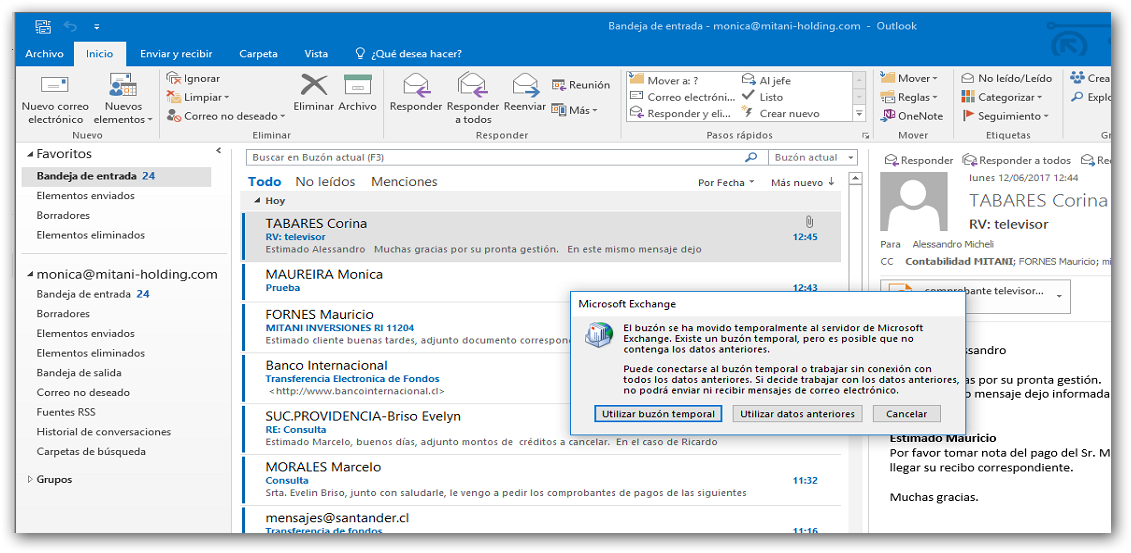 Bandeja de entrada - monica@mitani-holding.com - Outlook
Archivo Inicio Enviar y recibir Carpeta Vista ¿Qué desea hacer?
Nuevo correo electrónico
Nuevos elementos
Nuevo
Ignorar
Limpiar
Correo no deseado
Eliminar Archivo
Eliminar
Responder
Responder a todos
Reenviar
Reunión
Más
Responder
Mover a: ?
Correo electróni...
Responder y eli...
Al jefe
Listo
Crear nuevo
Pasos rápidos
Mover
Reglas
OneNote
Mover
No leído/Leído
Categorizar
Seguimiento
Etiquetas
Crea
Explo
Gr
Favoritos
Bandeja de entrada 24
Elementos enviados
Borradores
Elementos eliminados
monica@mitani-holding.com
Bandeja de entrada 24
Borradores
Elementos enviados
Elementos eliminados
Bandeja de salida
Correo no deseado
Fuentes RSS
Historial de conversaciones
Carpetas de búsqueda
Grupos
Buscar en Buzón actual (F3) Buzón actual
Todo No leídos Menciones Por Fecha Más nuevo
Hoy
TABARES Corina
RV: televisor 12:45
Estimado Alessandro Muchas gracias por su pronta gestión. En este mismo mensaje dejo
MAUREIRA Monica
Prueba 12:43
FORNES Mauricio
MITANI INVERSIONES RI 11204
Estimado cliente buenas tardes, adjunto documento correspon
Banco Internacional
Transferencia Electronica de Fondos
<http://www.bancointernacional.cl>
SUC.PROVIDENCIA-Briso Evelyn
RE: Consulta
Estimado Marcelo, buenos días, adjunto montos de créditos a cancelar. En el caso de Ricardo
MORALES Marcelo
Consulta 11:32
Srta. Evelin Briso, junto con saludarle, le vengo a pedir los comprobantes de pagos de las siguientes
mensajes@santander.cl
Transferencia de fondos 11:16
Responder Responder a todos Re
lunes 12/06/2017 12:44
TABARES Corina
RV: televisor
Para Alessandro Micheli
CC Contabilidad MITANI; FORNES Mauricio; mi
comprobante televisor...
ssandro
as por su pronta gestión.
o mensaje dejo informada
Estimado Mauricio
Por favor tomar nota del pago del Sr. M
llegar su recibo correspondiente.
Muchas gracias.
Microsoft Exchange
El buzón se ha movido temporalmente al servidor de Microsoft
Exchange. Existe un buzón temporal, pero es posible que no
contenga los datos anteriores.
Puede conectarse al buzón temporal o trabajar sin conexión con
todos los datos anteriores. Si decide trabajar con los datos anteriores,
no podrá enviar ni recibir mensajes de correo electrónico.
Utilizar buzón temporal Utilizar datos anteriores Cancelar